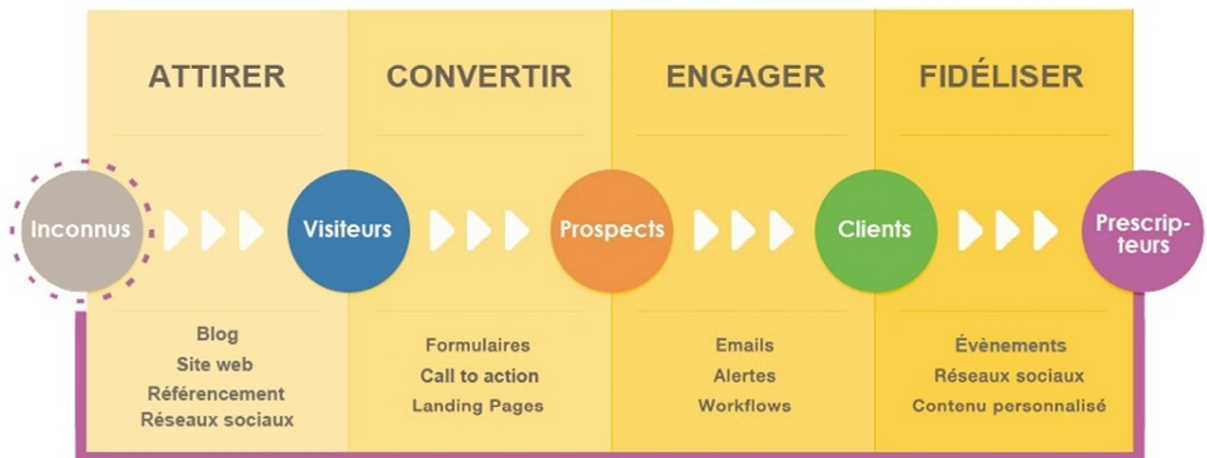 ATTIRER
CONVERTIR
ENGAGER
FIDÉLISER
Inconnus
Visiteurs
Prospects
Clients
Prescrip-
teurs
Blog
Site web
Référencement
Réseaux sociaux
Formulaires
Call to action
Landing Pages
Emails
Alertes
Workflows
Évènements
Réseaux sociaux
Contenu personnalisé